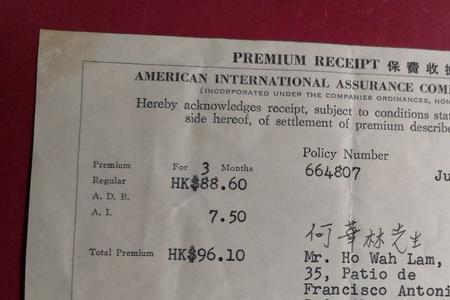 PREMIUM RECEIPT 保費收
AMERICAN INTERNATIONAL ASSURANCE COM
(INCORPORATED UNDER THE COMPANIES ORDINANCES, HON
Hereby acknowledges receipt, subject to conditions stat
side hereof, of settlement of premium describe
Premium For 3 Months
Regular HK$88.60
A. D. B.
A. I. 7.50
Total Premium HK$96.10
Policy Number
664807 Ju
何華林先生
Mr. Ho Wah Lam,
35, Patio de
Francisco Antoni